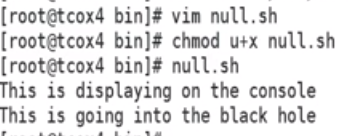 [root@tcox4 bin]# vim null.sh
[root@tcox4 bin]# chmod u+x null.sh
[root@tcox4 bin]# null.sh
This is displaying on the console
This is going into the black hole